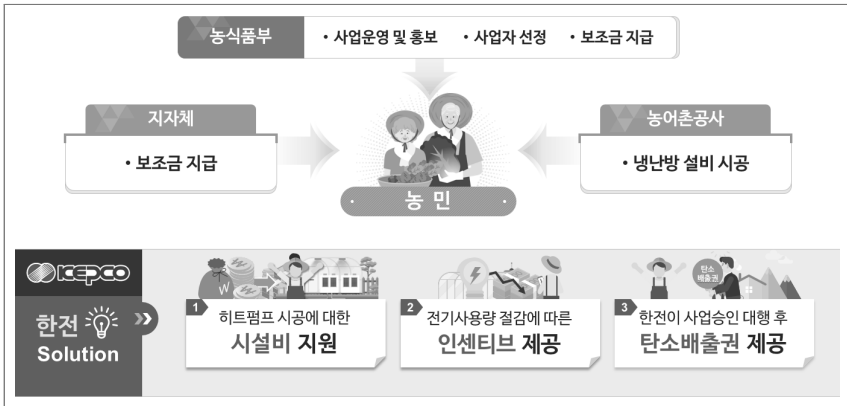 농식품부 • 사업운영 및 홍보 • 사업자 선정 • 보조금 지급
지자체
• 보조금 지급
농어촌공사
• 냉난방 설비 시공
· 농 민 ·
KEPCO
한전
Solution
W
1
히트펌프 시공에 대한
시설비 지원
2
전기사용량 절감에 따른
인센티브 제공
탄소
배출권
3
한전이 사업승인 대행 후
탄소배출권 제공